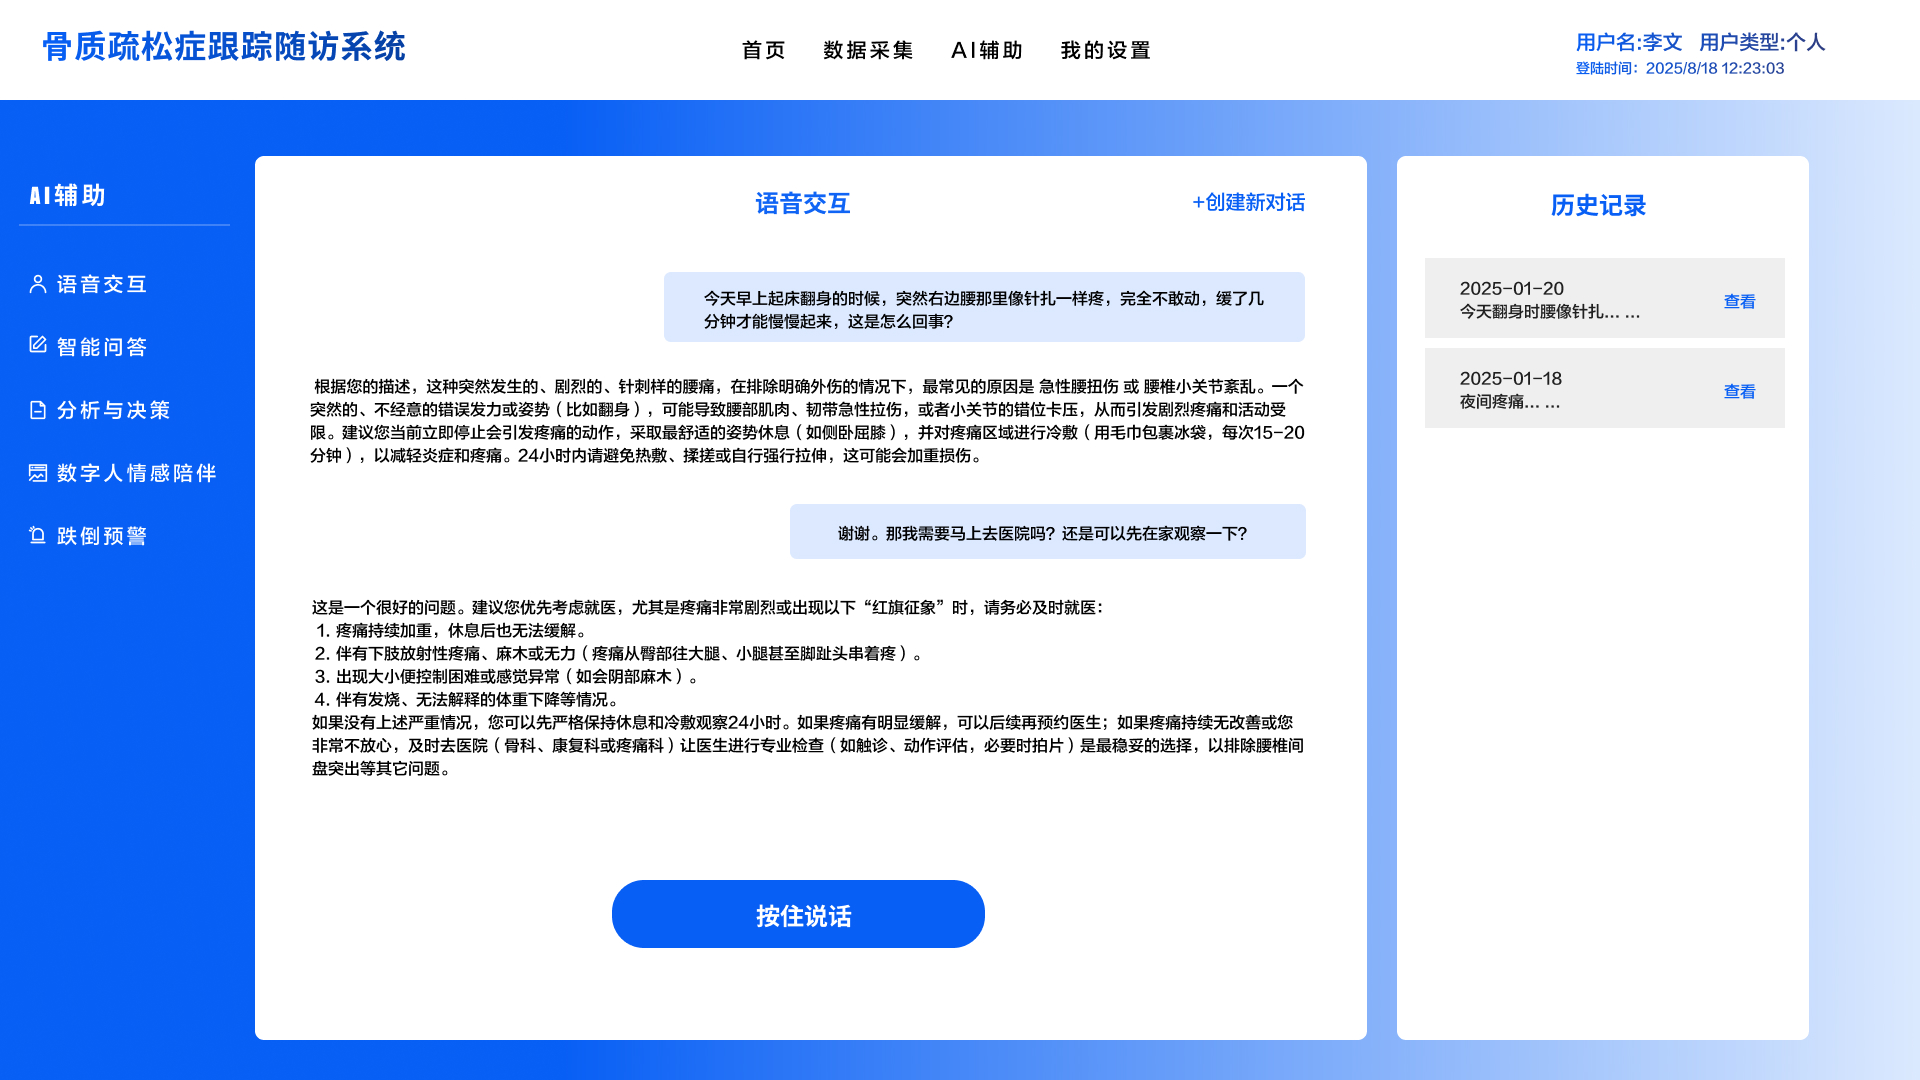 骨质疏松症跟踪随访系统
首页 数据采集 AI辅助 我的设置
用户名:李文 用户类型:个人
登陆时间：2025/8/18 12:23:03
AI辅助
语音交互
智能问答
分析与决策
数字人情感陪伴
跌倒预警
语音交互
+创建新对话
今天早上起床翻身的时候，突然右边腰那里像针扎一样疼，完全不敢动，缓了几
分钟才能慢慢起来，这是怎么回事?
根据您的描述，这种突然发生的、剧烈的、针刺样的腰痛，在排除明确外伤的情况下，最常见的原因是 急性腰扭伤 或 腰椎小关节紊乱。一个
突然的、不经意的错误发力或姿势（比如翻身），可能导致腰部肌肉、韧带急性拉伤，或者小关节的错位卡压，从而引发剧烈疼痛和活动受
限。建议您当前立即停止会引发疼痛的动作，采取最舒适的姿势休息（如侧卧屈膝），并对疼痛区域进行冷敷（用毛巾包裹冰袋，每次15-20
分钟），以减轻炎症和疼痛。24小时内请避免热敷、揉搓或自行强行拉伸，这可能会加重损伤。
谢谢。那我需要马上去医院吗？还是可以先在家观察一下?
这是一个很好的问题。建议您优先考虑就医，尤其是疼痛非常剧烈或出现以下“红旗征象”时，请务必及时就医：
1. 疼痛持续加重，休息后也无法缓解。
2. 伴有下肢放射性疼痛、麻木或无力（疼痛从臀部往大腿、小腿甚至脚趾头串着疼）。
3. 出现大小便控制困难或感觉异常（如会阴部麻木）。
4. 伴有发烧、无法解释的体重下降等情况。
如果没有上述严重情况，您可以先严格保持休息和冷敷观察24小时。如果疼痛有明显缓解，可以后续再预约医生；如果疼痛持续无改善或您
非常不放心，及时去医院（骨科、康复科或疼痛科）让医生进行专业检查（如触诊、动作评估，必要时拍片）是最稳妥的选择，以排除腰椎间
盘突出等其它问题。
按住说话
历史记录
2025-01-20
今天翻身时腰像针扎... ...
查看
2025-01-18
夜间疼痛... ...
查看